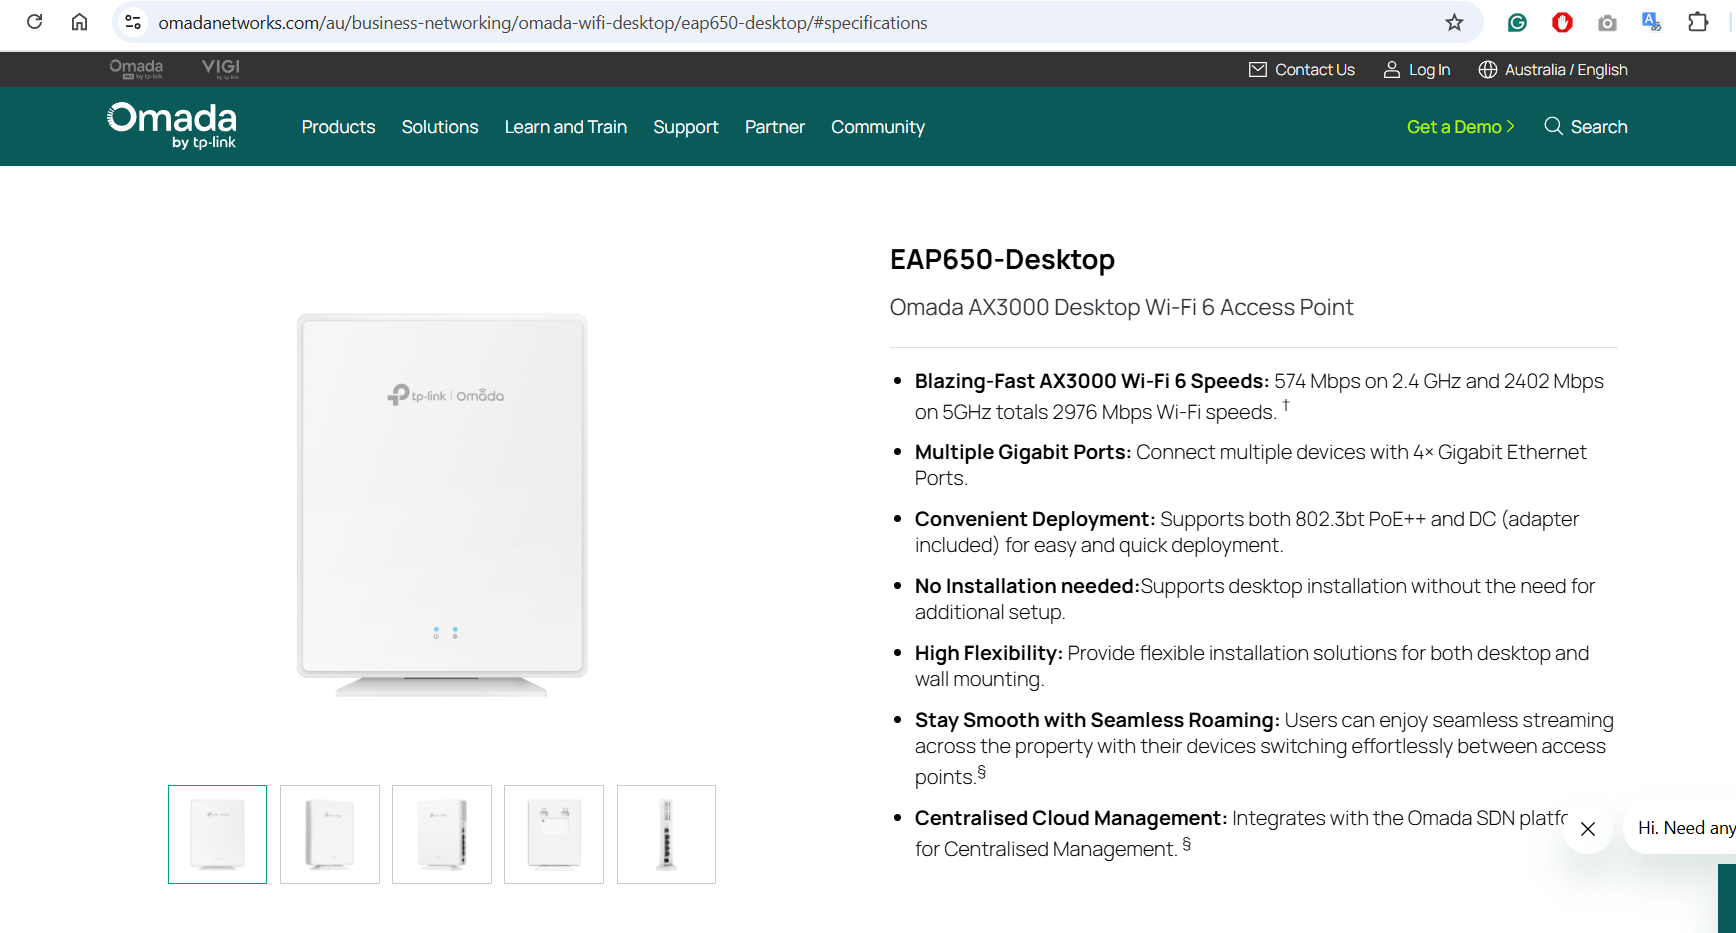 omadanetworks.com/au/business-networking/omada-wifi-desktop/eap650-desktop/#specifications
Omada
by tp-link
VIGI
by tp-link
Contact Us
Log In
Australia / English
Omada
by tp-link
Products
Solutions
Learn and Train
Support
Partner
Community
Get a Demo
Search
tp-link | omada
EAP650-Desktop
Omada AX3000 Desktop Wi-Fi 6 Access Point
Blazing-Fast AX3000 Wi-Fi 6 Speeds: 574 Mbps on 2.4 GHz and 2402 Mbps
on 5GHz totals 2976 Mbps Wi-Fi speeds. †
Multiple Gigabit Ports: Connect multiple devices with 4× Gigabit Ethernet
Ports.
Convenient Deployment: Supports both 802.3bt PoE++ and DC (adapter
included) for easy and quick deployment.
No Installation needed:Supports desktop installation without the need for
additional setup.
High Flexibility: Provide flexible installation solutions for both desktop and
wall mounting.
Stay Smooth with Seamless Roaming: Users can enjoy seamless streaming
across the property with their devices switching effortlessly between access
points.§
Centralised Cloud Management: Integrates with the Omada SDN platfo
for Centralised Management. §
Hi. Need any